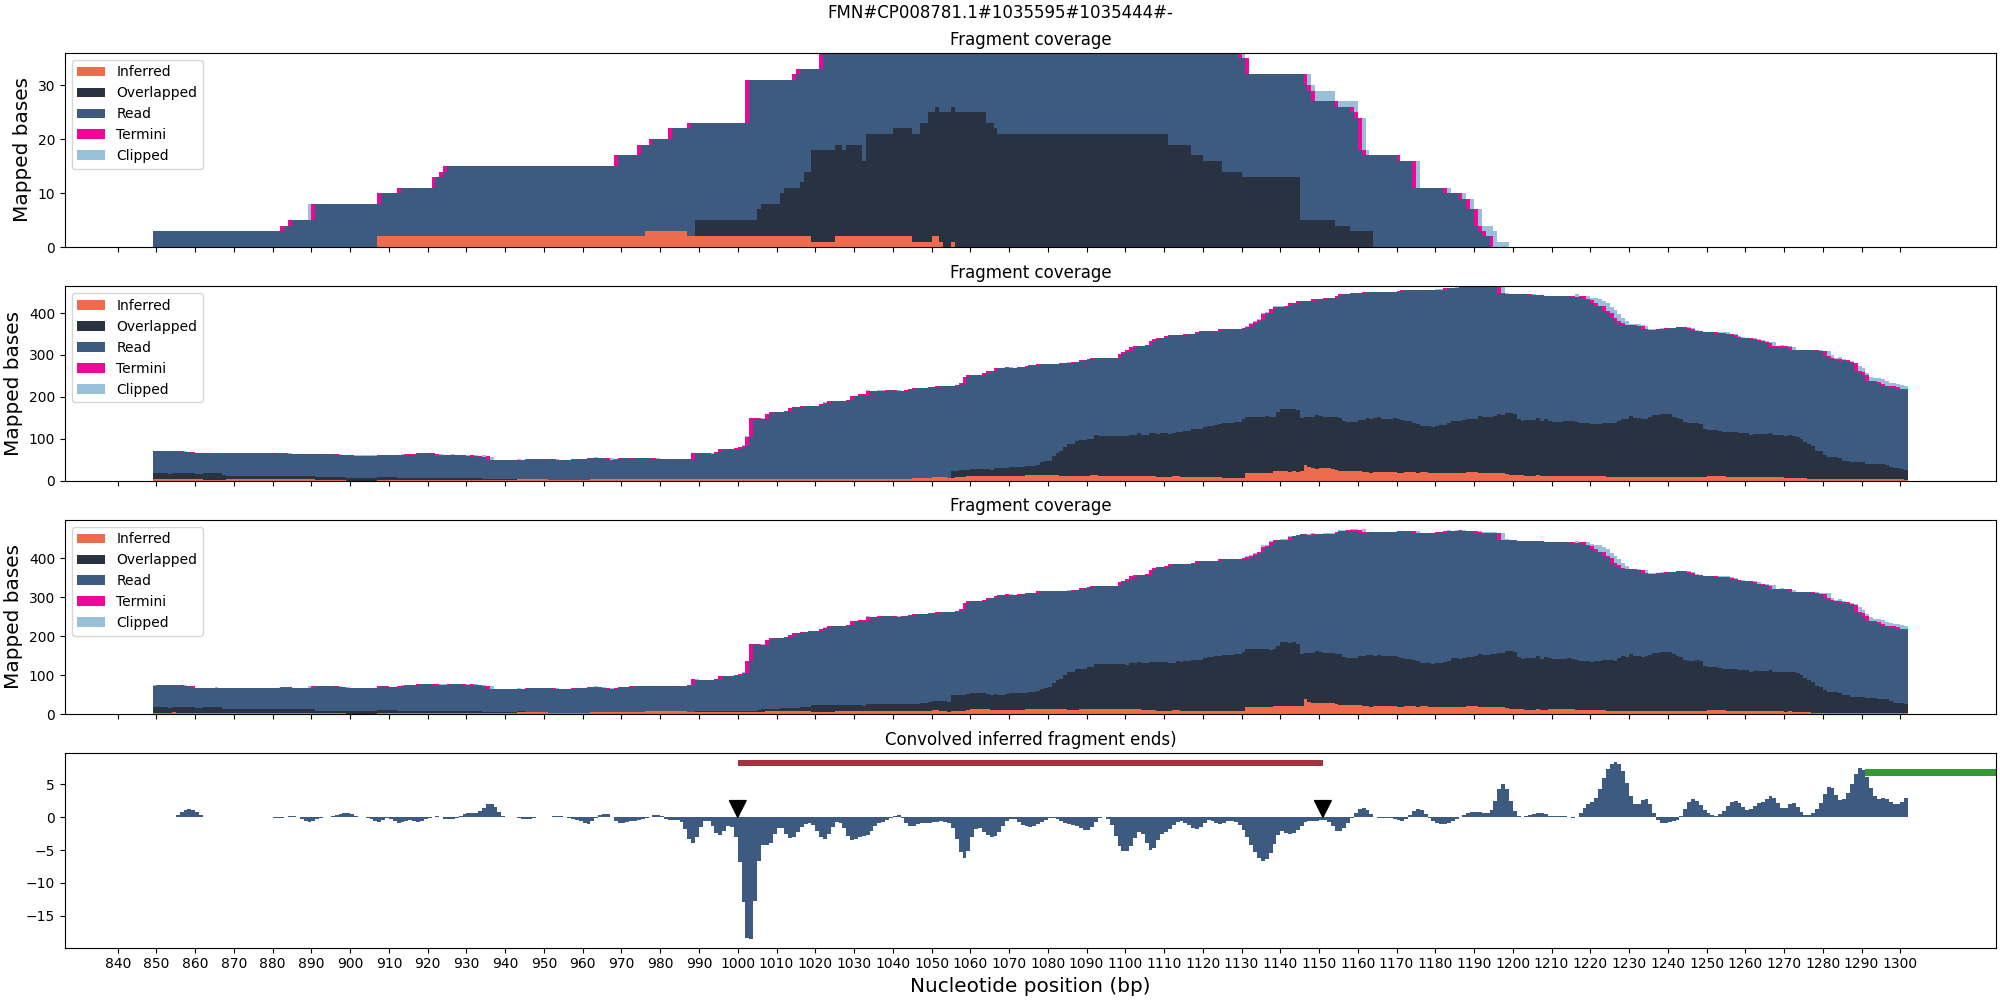 FMN#CP008781.1#1035595#1035444#-
Fragment coverage
Mapped bases
30
20
10
0
Inferred
Overlapped
Read
Termini
Clipped
Fragment coverage
Mapped bases
400
300
200
100
0
Inferred
Overlapped
Read
Termini
Clipped
Fragment coverage
Mapped bases
400
300
200
100
0
Inferred
Overlapped
Read
Termini
Clipped
Convolved inferred fragment ends)
5
0
−5
−10
−15
840 850 860 870 880 890 900 910 920 930 940 950 960 970 980 990 1000 1010 1020 1030 1040 1050 1060 1070 1080 1090 1100 1110 1120 1130 1140 1150 1160 1170 1180 1190 1200 1210 1220 1230 1240 1250 1260 1270 1280 1290 1300
Nucleotide position (bp)